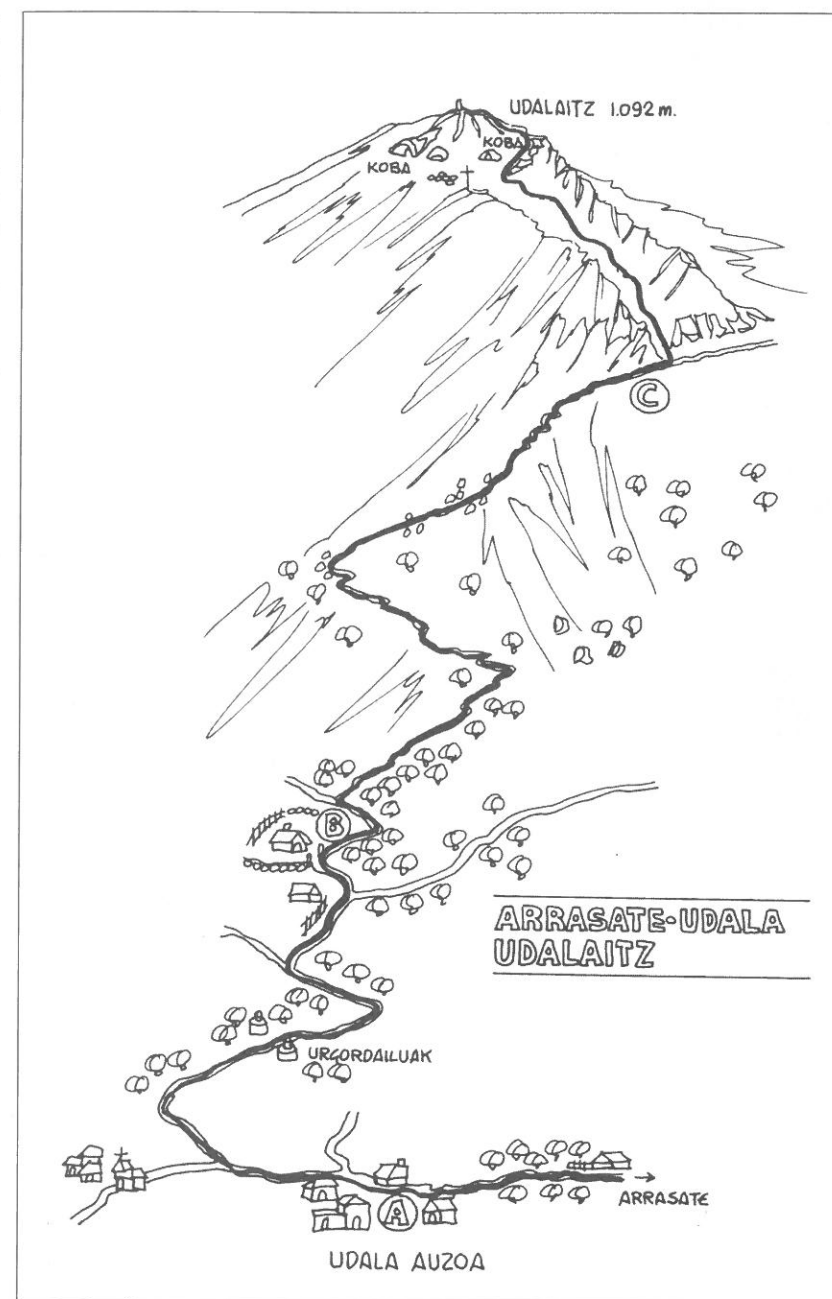 UDALAITZ 1.092 m.
KOBA
KOBA
C
B
ARRASATE-UDALA
UDALAITZ
URGORDAILUAK
ARRASATE
A
UDALA AUZOA